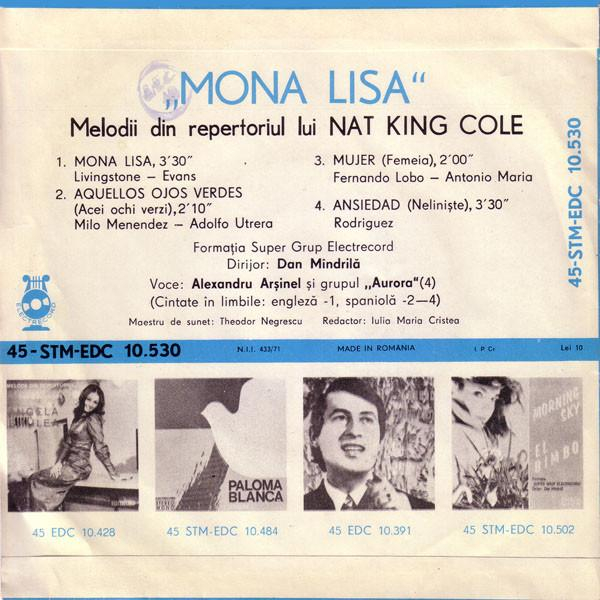 „MONA LISA“
Melodii din repertoriul lui NAT KING COLE
1. MONA LISA, 3′30″
Livingstone – Evans
2. AQUELLOS OJOS VERDES
(Acei ochi verzi), 2′10″
Milo Menendez – Adolfo Utrera
3. MUJER (Femeia), 2′00″
Fernando Lobo – Antonio Maria
4. ANSIEDAD (Neliniște), 3′30″
Rodriguez
Formația Super Grup Electrecord
Dirijor: Dan Mindrilă
Voce: Alexandru Arșinel și grupul „Aurora“(4)
(Cintate în limbile: engleză -1, spaniolă -2–4)
Maestru de sunet: Theodor Negrescu Redactor: Iulia Maria Cristea
ELECTRECORD
45-STM-EDC 10.530
45-STM-EDC 10.530 N.I.I. 433/71 MADE IN ROMÂNIA I. P Cr. Lei 10
PALOMA
BLANCA
MORNING
SKY
EL
45 EDC 10.428 45 STM-EDC 10.484 45 EDC 10.391 45 STM-EDC 10.502